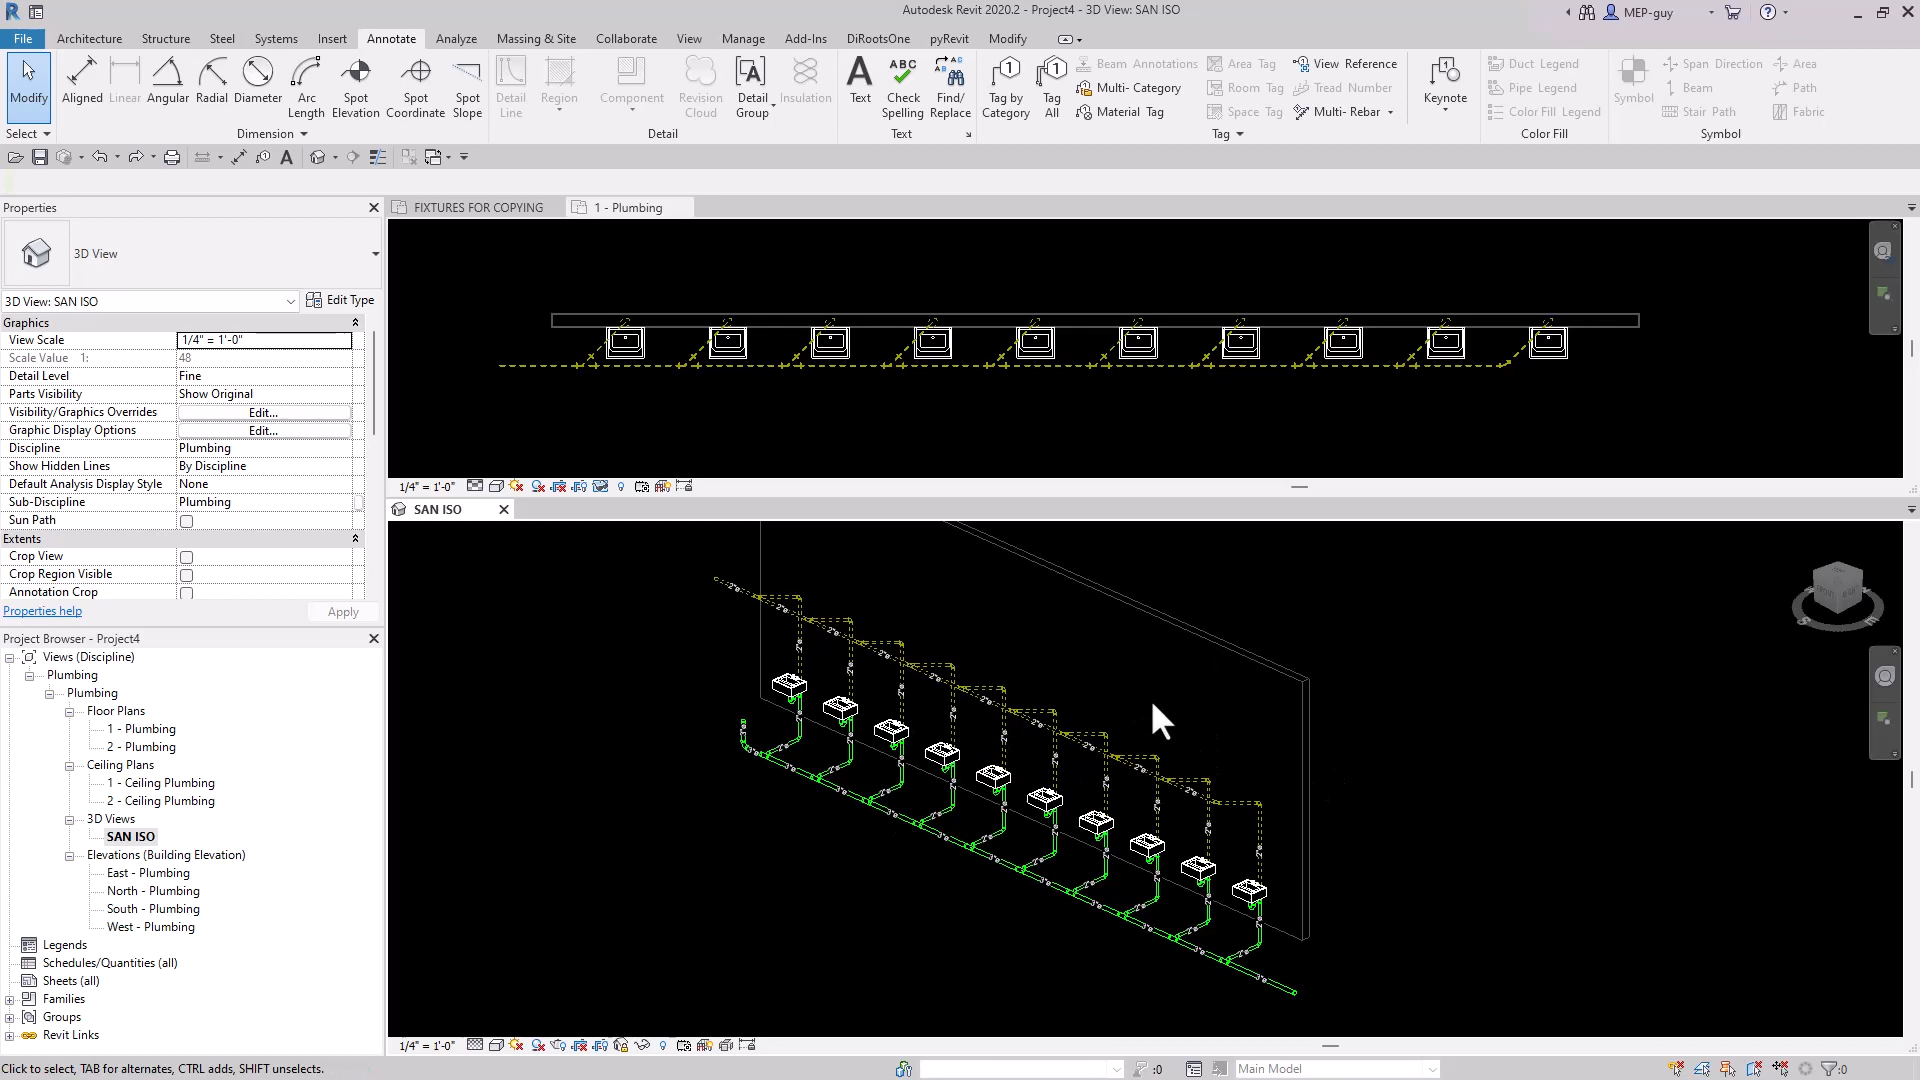 Autodesk Revit 2020.2 - Project4 - 3D View: SAN ISO
MEP-guy
File Architecture Structure Steel Systems Insert Annotate Analyze Massing & Site Collaborate View Manage Add-Ins DiRootsOne pyRevit Modify
Modify
Aligned Linear Angular Radial Diameter Arc Length Spot Elevation Spot Coordinate Spot Slope
Detail Line Region Component Revision Cloud Detail Group Insulation
Text Check Spelling Find/ Replace
Tag by Category Tag All
Beam Annotations Area Tag View Reference
Multi- Category Room Tag Tread Number
Material Tag Space Tag Multi- Rebar
Keynote
Duct Legend
Pipe Legend
Color Fill Legend
Symbol
Span Direction Area
Beam Path
Stair Path Fabric
Select Dimension Detail Text Tag Color Fill Symbol
Properties
FIXTURES FOR COPYING
1 - Plumbing
3D View
3D View: SAN ISO
Edit Type
Graphics
View Scale 1/4" = 1'-0"
Scale Value 1: 48
Detail Level Fine
Parts Visibility Show Original
Visibility/Graphics Overrides Edit...
Graphic Display Options Edit...
Discipline Plumbing
Show Hidden Lines By Discipline
Default Analysis Display Style None
Sub-Discipline Plumbing
Sun Path
Extents
Crop View
Crop Region Visible
Annotation Crop
Properties help
Apply
1/4" = 1'-0"
SAN ISO
Project Browser - Project4
Views (Discipline)
Plumbing
Plumbing
Floor Plans
1 - Plumbing
2 - Plumbing
Ceiling Plans
1 - Ceiling Plumbing
2 - Ceiling Plumbing
3D Views
SAN ISO
Elevations (Building Elevation)
East - Plumbing
North - Plumbing
South - Plumbing
West - Plumbing
Legends
Schedules/Quantities (all)
Sheets (all)
Families
Groups
Revit Links
1/4" = 1'-0"
Click to select, TAB for alternates, CTRL adds, SHIFT unselects.
:0
Main Model
:0